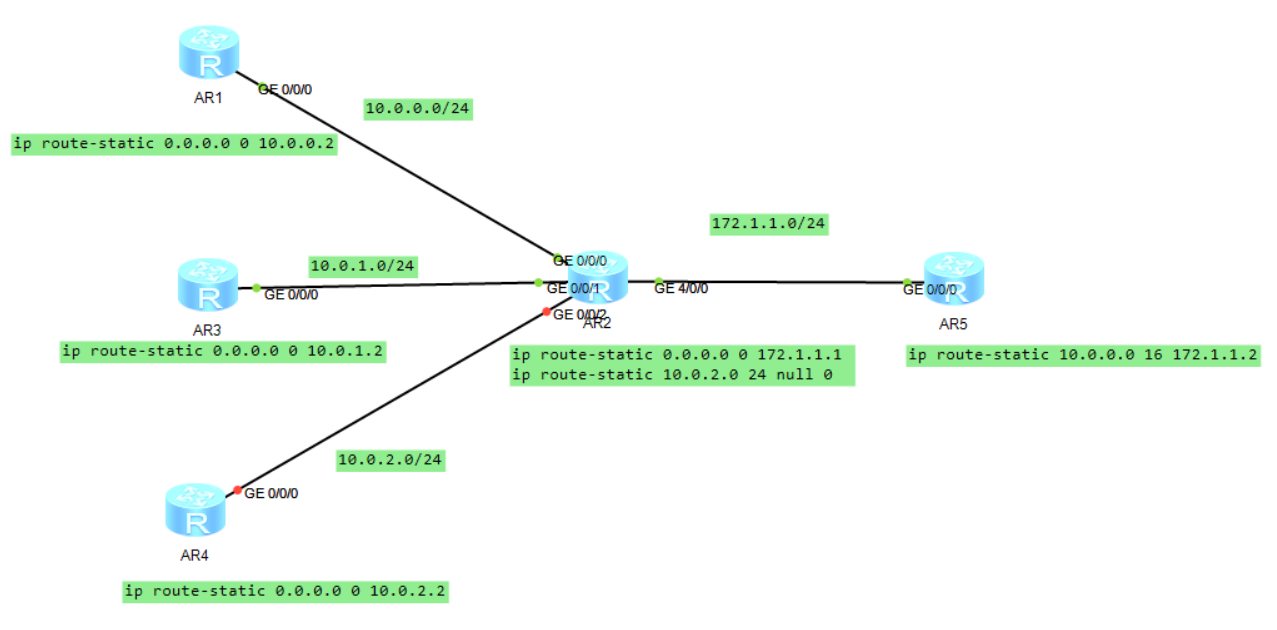 GE 0/0/0
AR1
10.0.0.0/24
ip route-static 0.0.0.0 0 10.0.0.2
172.1.1.0/24
10.0.1.0/24
GE 0/0/0
GE 0/0/0
GE 0/0/1
GE 4/0/0
GE 0/0/0
GE 0/0/2
AR3
AR2
AR5
ip route-static 0.0.0.0 0 10.0.1.2
ip route-static 0.0.0.0 0 172.1.1.1
ip route-static 10.0.2.0 24 null 0
ip route-static 10.0.0.0 16 172.1.1.2
10.0.2.0/24
GE 0/0/0
AR4
ip route-static 0.0.0.0 0 10.0.2.2